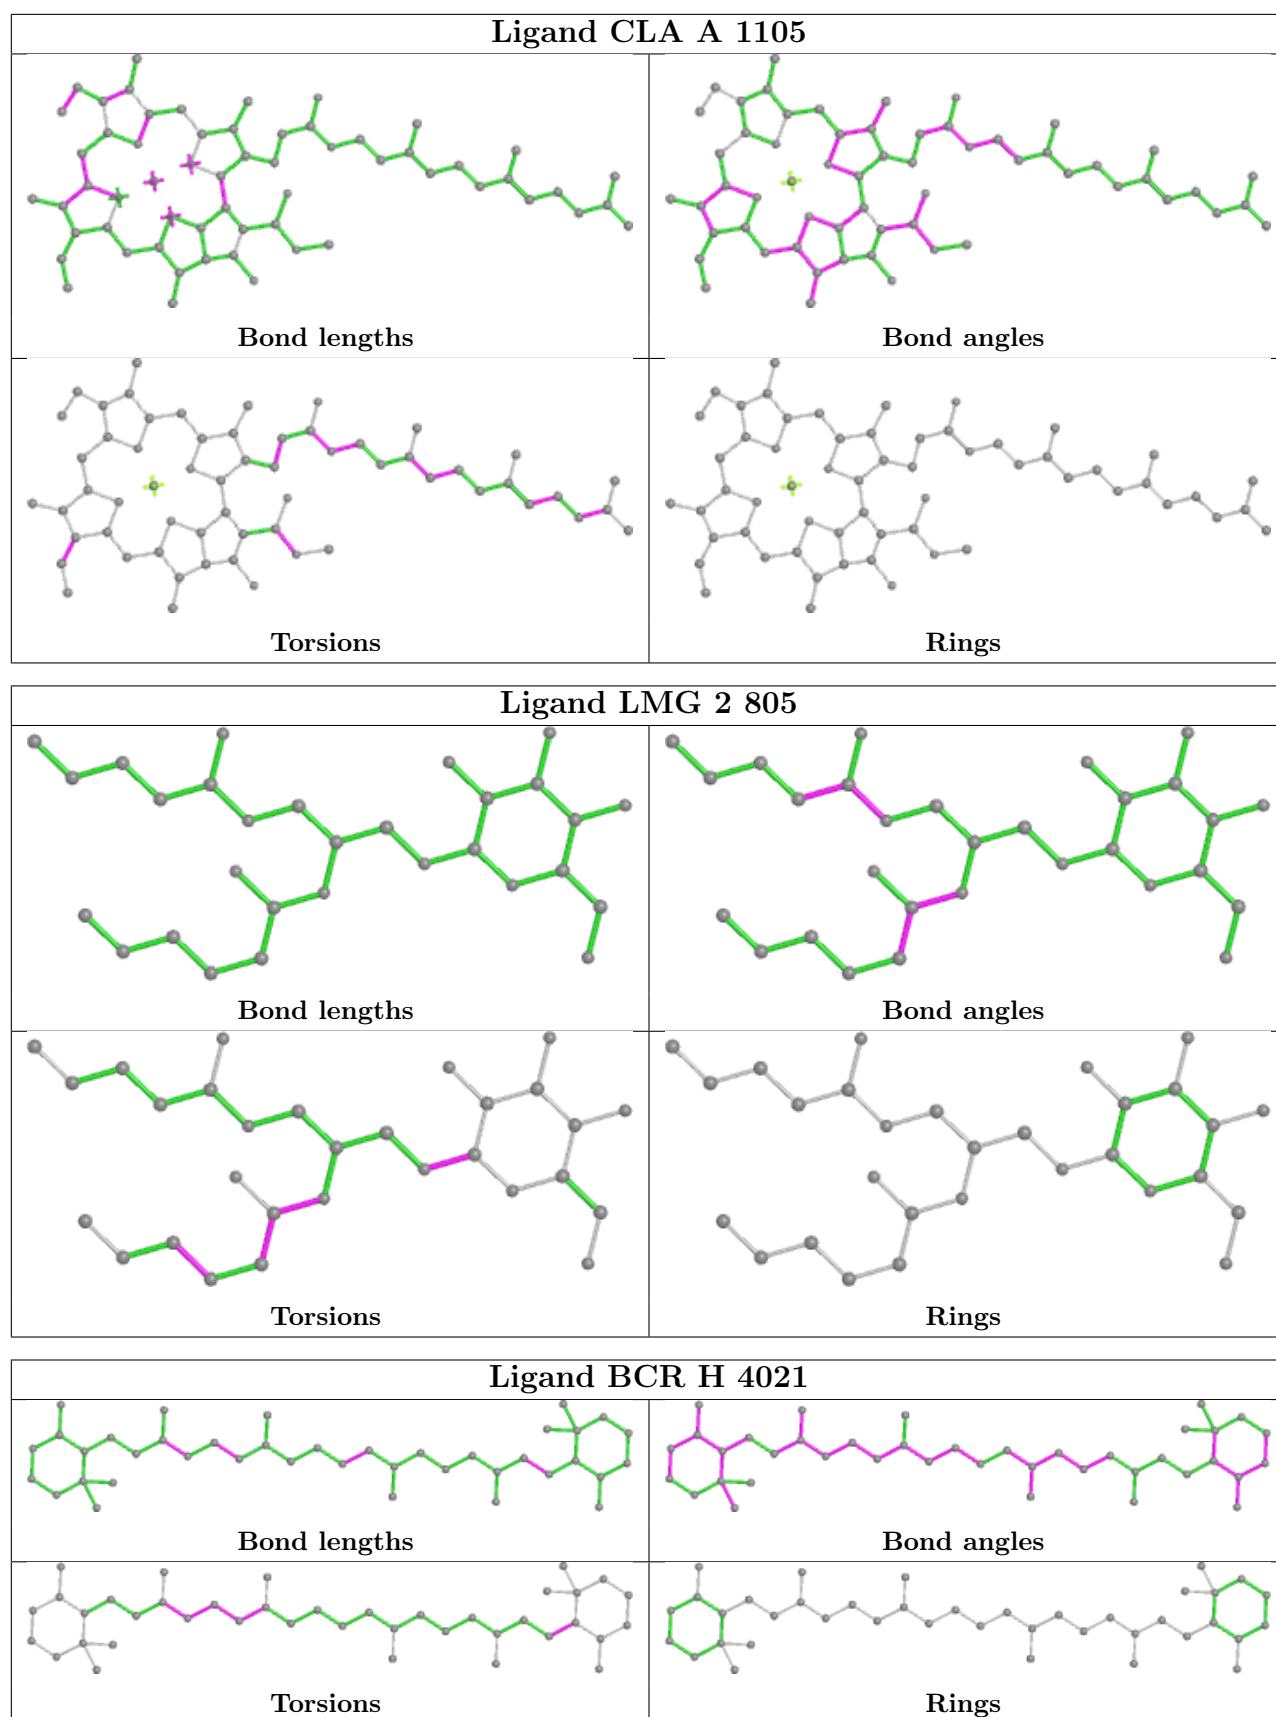 Ligand CLA A 1105
Bond lengths
Bond angles
Torsions
Rings
Ligand LMG 2 805
Bond lengths
Bond angles
Torsions
Rings
Ligand BCR H 4021
Bond lengths
Bond angles
Torsions
Rings